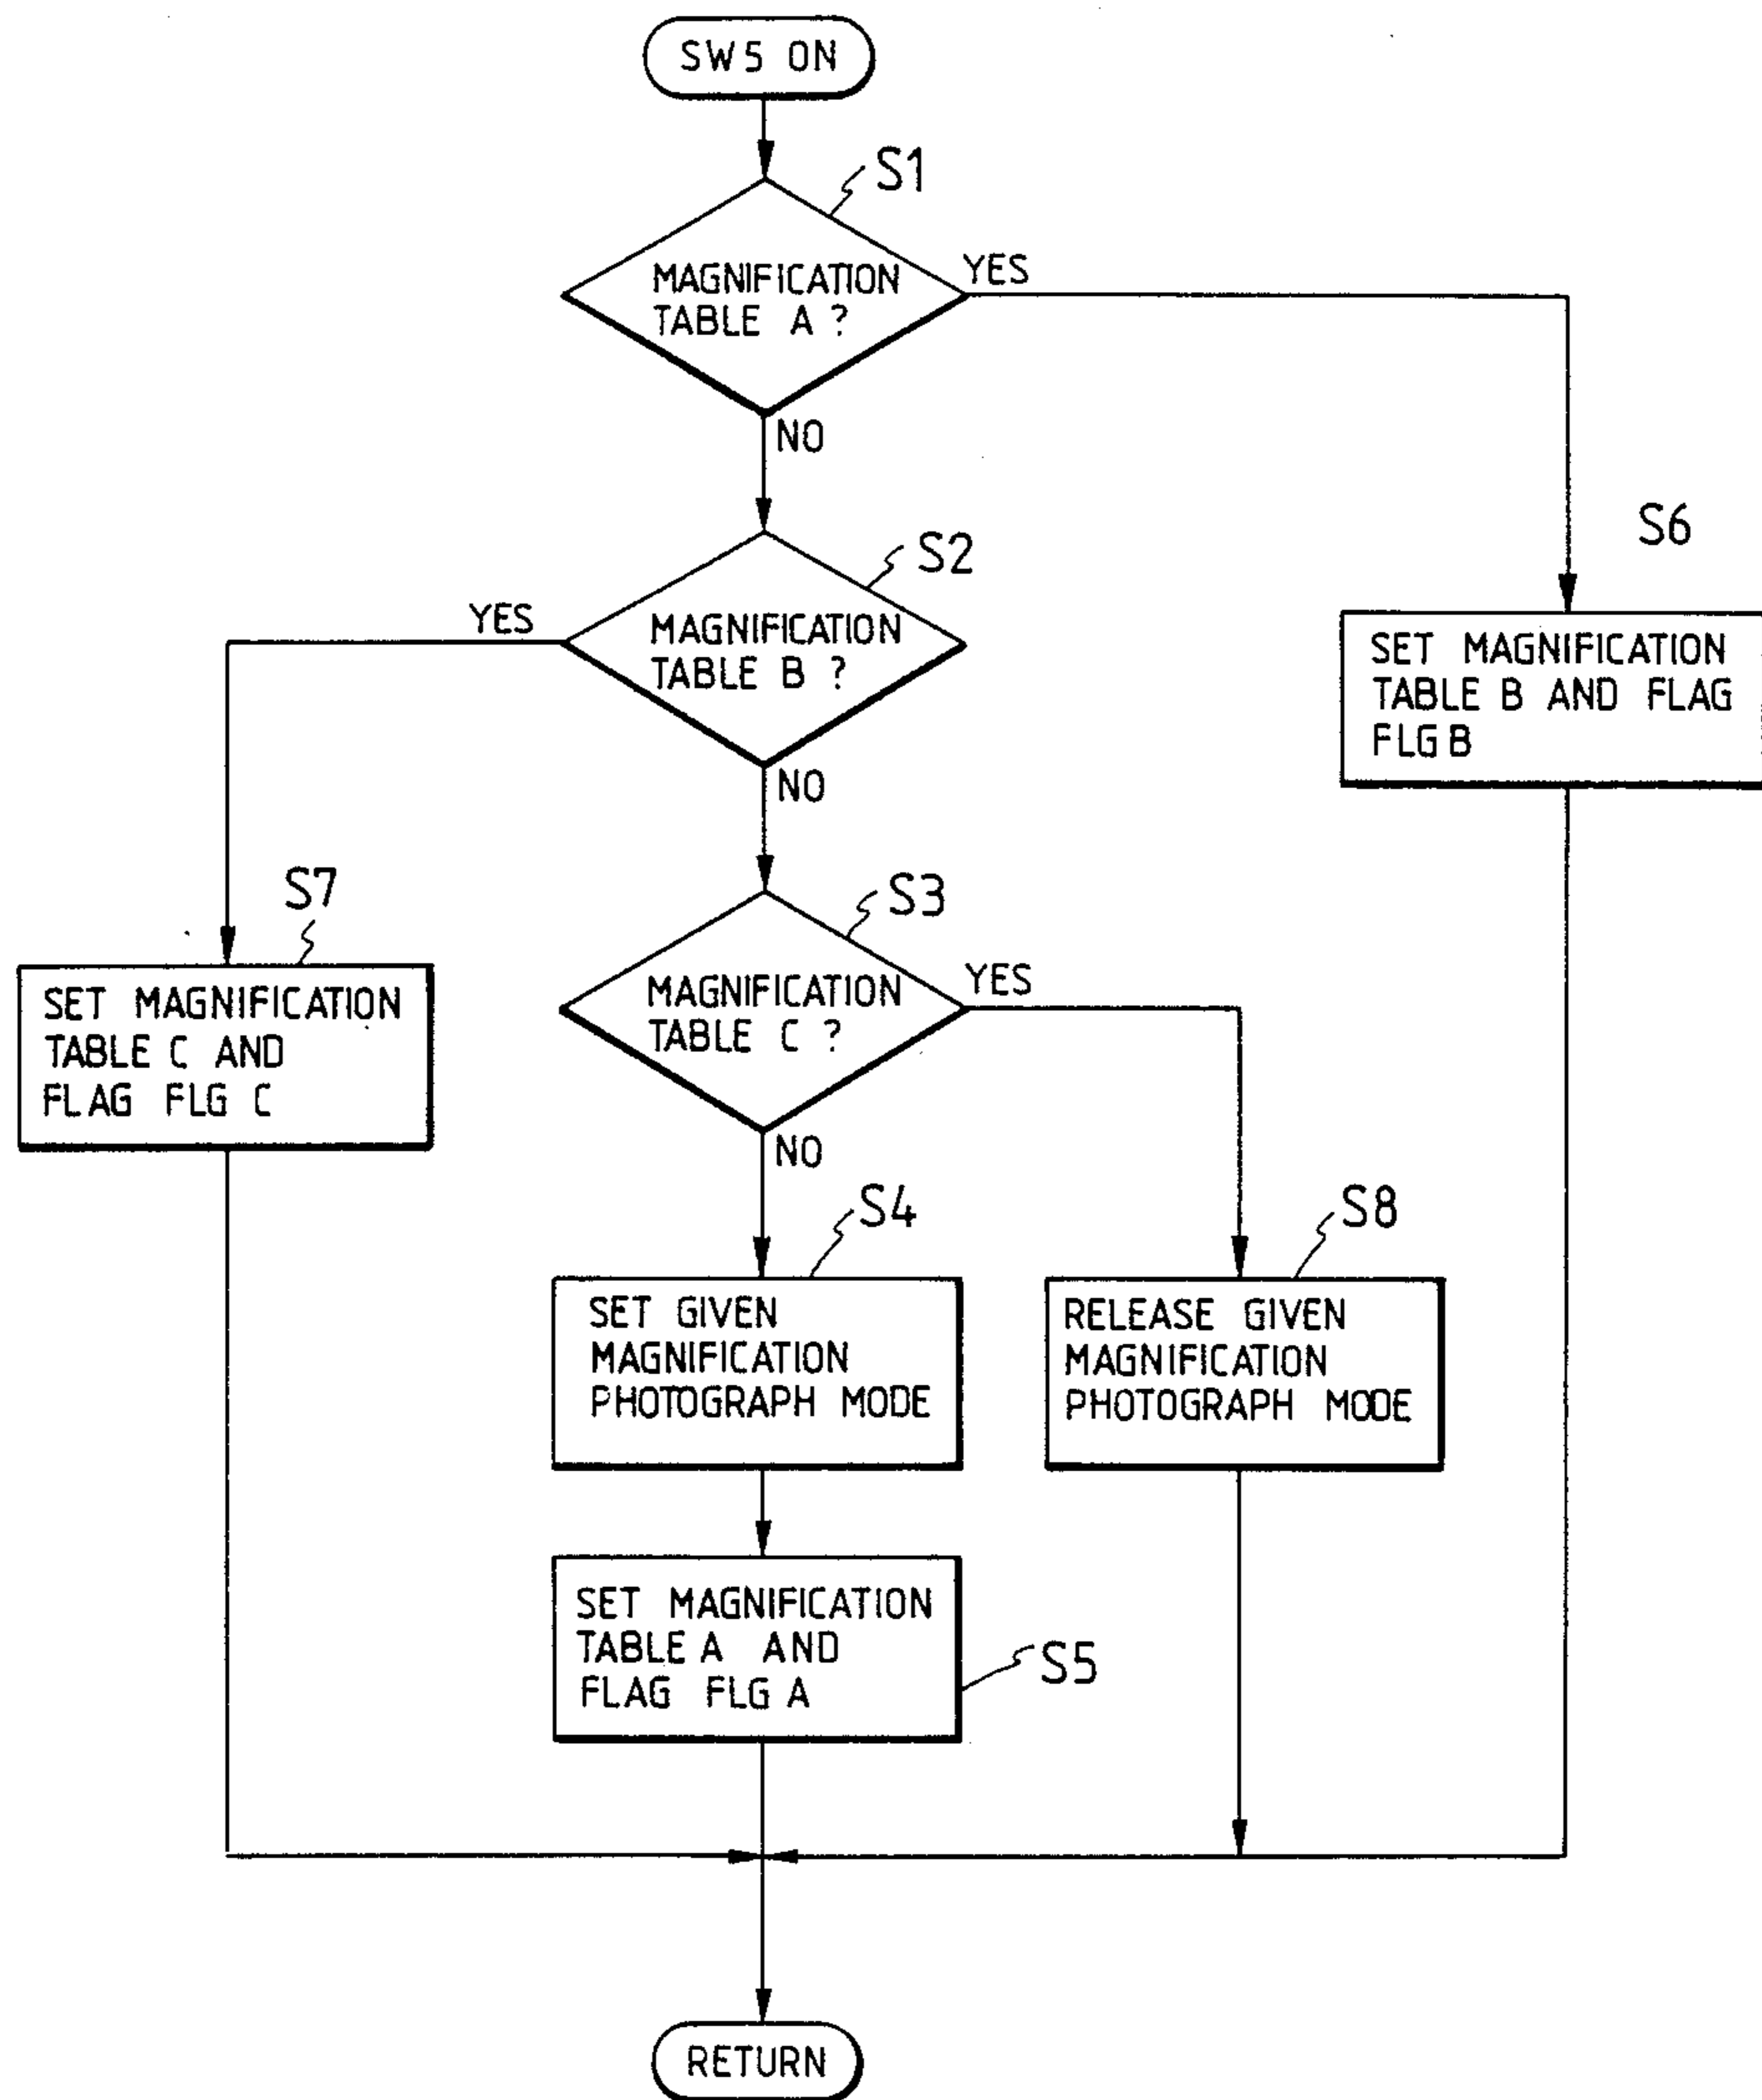 SW5 ON
S1
MAGNIFICATION
TABLE A ?
YES
NO
S2
MAGNIFICATION
TABLE B ?
YES
NO
S6
SET MAGNIFICATION
TABLE B AND FLAG
FLG B
S7
SET MAGNIFICATION
TABLE C AND
FLAG FLG C
S3
MAGNIFICATION
TABLE C ?
YES
NO
S4
SET GIVEN
MAGNIFICATION
PHOTOGRAPH MODE
S8
RELEASE GIVEN
MAGNIFICATION
PHOTOGRAPH MODE
SET MAGNIFICATION
TABLE A AND
FLAG FLG A
S5
RETURN